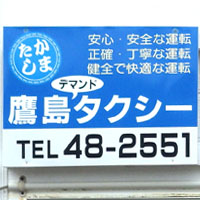 たかしま
安心・安全な運転
正確・丁寧な運転
健全で快適な運転
デマンド
鷹島タクシー
TEL 48-2551